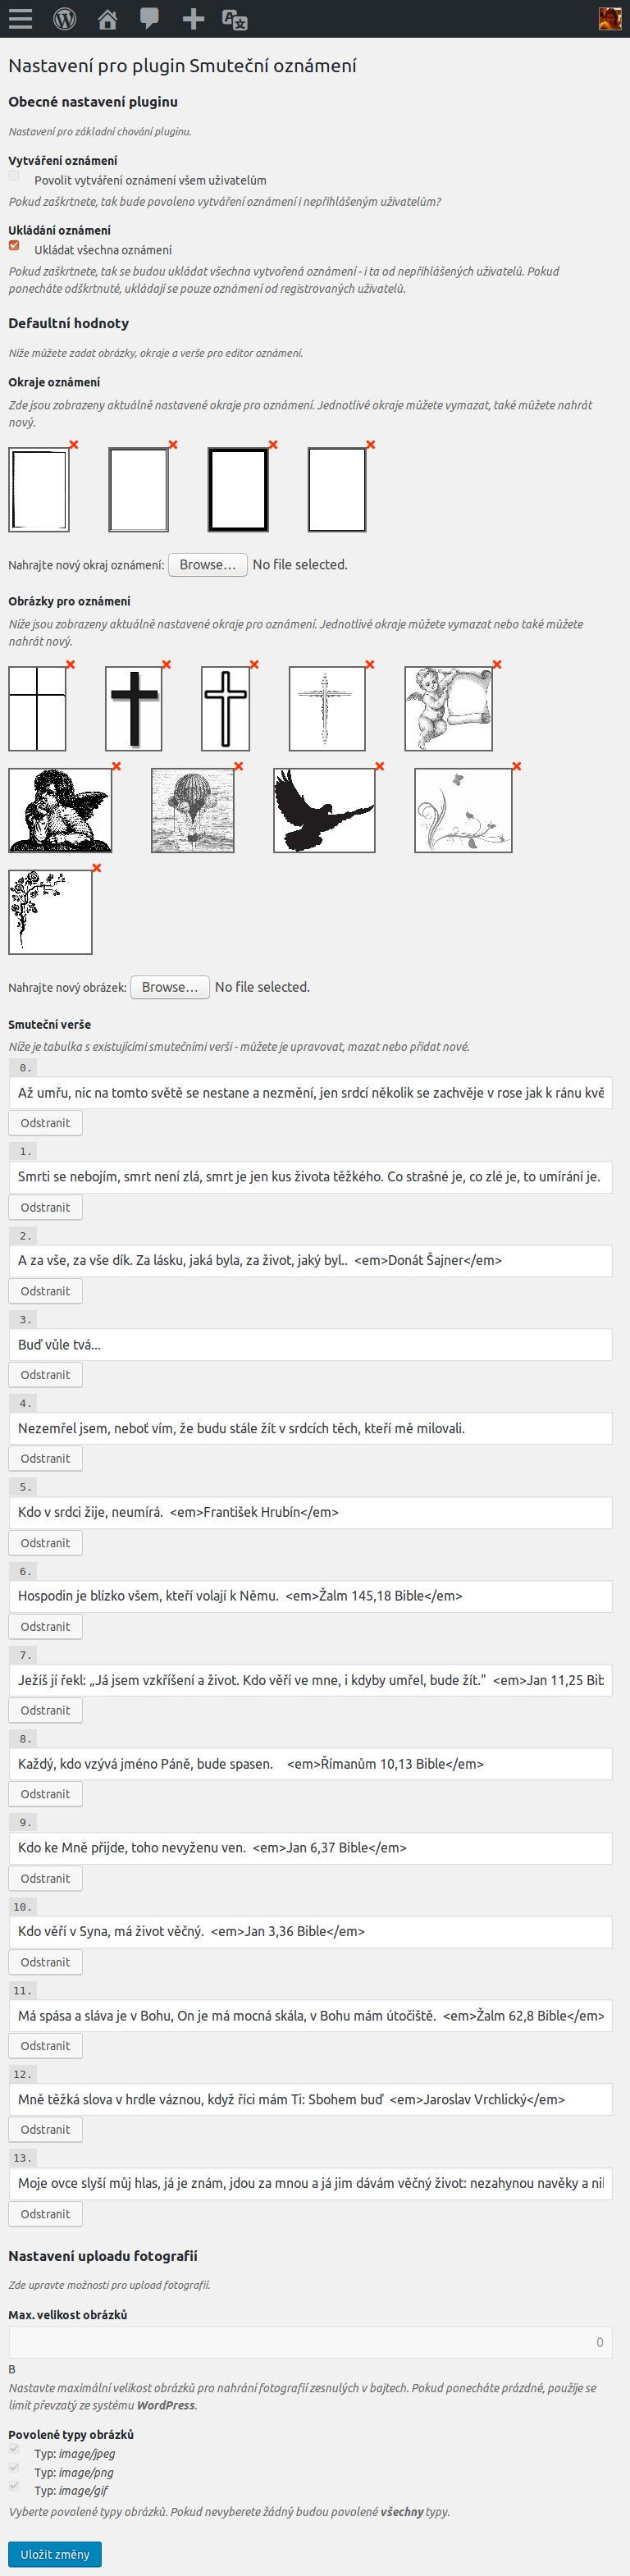 Nastavení pro plugin Smuteční oznámení
Obecné nastavení pluginu
Nastavení pro základní chování pluginu.
Vytváření oznámení
Povolit vytváření oznámení všem uživatelům
Pokud zaškrtnete, tak bude povoleno vytváření oznámení i nepřihlášeným uživatelům?
Ukládání oznámení
Ukládat všechna oznámení
Pokud zaškrtnete, tak se budou ukládat všechna vytvořená oznámení - i ta od nepřihlášených uživatelů. Pokud
ponecháte odškrtnuté, ukládají se pouze oznámení od registrovaných uživatelů.
Defaultní hodnoty
Níže můžete zadat obrázky, okraje a verše pro editor oznámení.
Okraje oznámení
Zde jsou zobrazeny aktuálně nastavené okraje pro oznámení. Jednotlivé okraje můžete vymazat, také můžete nahrát
nový.
Nahrajte nový okraj oznámení: Browse… No file selected.
Obrázky pro oznámení
Níže jsou zobrazeny aktuálně nastavené okraje pro oznámení. Jednotlivé okraje můžete vymazat nebo také můžete
nahrát nový.
Nahrajte nový obrázek: Browse… No file selected.
Smuteční verše
Níže je tabulka s existujícími smutečními verši - můžete je upravovat, mazat nebo přidat nové.
0.
Až umřu, nic na tomto světě se nestane a nezmění, jen srdcí několik se zachvěje v rose jak k ránu kvě
Odstranit
1.
Smrti se nebojím, smrt není zlá, smrt je jen kus života těžkého. Co strašné je, co zlé je, to umírání je.
Odstranit
2.
A za vše, za vše dík. Za lásku, jaká byla, za život, jaký byl..  <em>Donát Šajner</em>
Odstranit
3.
Buď vůle tvá...
Odstranit
4.
Nezemřel jsem, neboť vím, že budu stále žít v srdcích těch, kteří mě milovali.
Odstranit
5.
Kdo v srdci žije, neumírá.  <em>František Hrubín</em>
Odstranit
6.
Hospodin je blízko všem, kteří volají k Němu.  <em>Žalm 145,18 Bible</em>
Odstranit
7.
Ježíš jí řekl: „Já jsem vzkříšení a život. Kdo věří ve mne, i kdyby umřel, bude žít."  <em>Jan 11,25 Bib
Odstranit
8.
Každý, kdo vzývá jméno Páně, bude spasen.    <em>Římanům 10,13 Bible</em>
Odstranit
9.
Kdo ke Mně přijde, toho nevyženu ven.  <em>Jan 6,37 Bible</em>
Odstranit
10.
Kdo věří v Syna, má život věčný.  <em>Jan 3,36 Bible</em>
Odstranit
11.
Má spása a sláva je v Bohu, On je má mocná skála, v Bohu mám útočiště.  <em>Žalm 62,8 Bible</em>
Odstranit
12.
Mně těžká slova v hrdle váznou, když říci mám Ti: Sbohem buď  <em>Jaroslav Vrchlický</em>
Odstranit
13.
Moje ovce slyší můj hlas, já je znám, jdou za mnou a já jim dávám věčný život: nezahynou navěky a nik
Odstranit
Nastavení uploadu fotografií
Zde upravte možnosti pro upload fotografií.
Max. velikost obrázků
0
B
Nastavte maximální velikost obrázků pro nahrání fotografií zesnulých v bajtech. Pokud ponecháte prázdné, použije se
limit převzatý ze systému WordPress.
Povolené typy obrázků
Typ: image/jpeg
Typ: image/png
Typ: image/gif
Vyberte povolené typy obrázků. Pokud nevyberete žádný budou povolené všechny typy.
Uložit změny